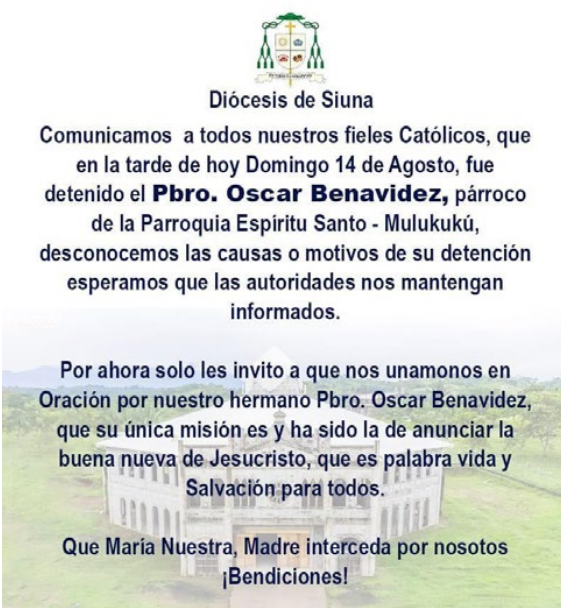 Diócesis de Siuna
Comunicamos a todos nuestros fieles Católicos, que
en la tarde de hoy Domingo 14 de Agosto, fue
detenido el Pbro. Oscar Benavidez, párroco
de la Parroquia Espíritu Santo - Mulukukú,
desconocemos las causas o motivos de su detención
esperamos que las autoridades nos mantengan
informados.
Por ahora solo les invito a que nos unamonos en
Oración por nuestro hermano Pbro. Oscar Benavidez,
que su única misión es y ha sido la de anunciar la
buena nueva de Jesucristo, que es palabra vida y
Salvación para todos.
Que María Nuestra, Madre interceda por nosotos
¡Bendiciones!